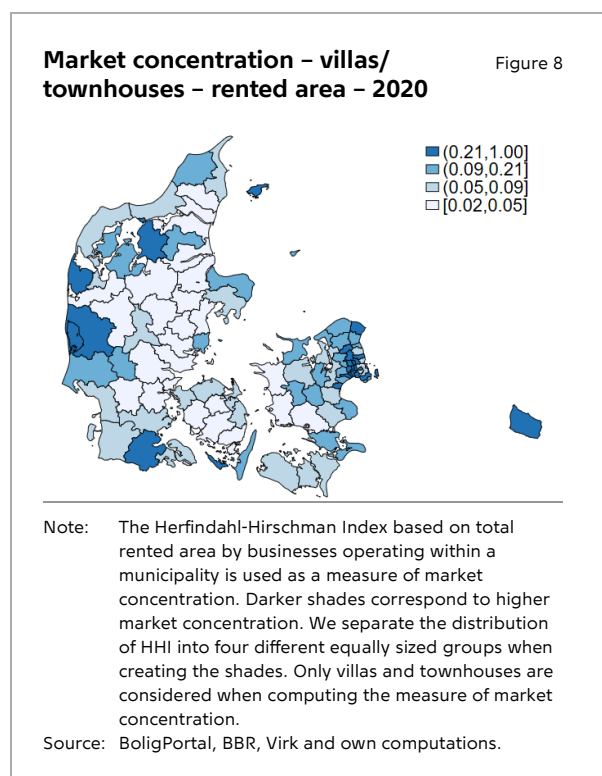 Market concentration – villas/
townhouses – rented area – 2020
Figure 8
(0.21,1.00]
(0.09,0.21]
(0.05,0.09]
[0.02,0.05]
Note: The Herfindahl-Hirschman Index based on total
rented area by businesses operating within a
municipality is used as a measure of market
concentration. Darker shades correspond to higher
market concentration. We separate the distribution
of HHI into four different equally sized groups when
creating the shades. Only villas and townhouses are
considered when computing the measure of market
concentration.
Source: BoligPortal, BBR, Virk and own computations.